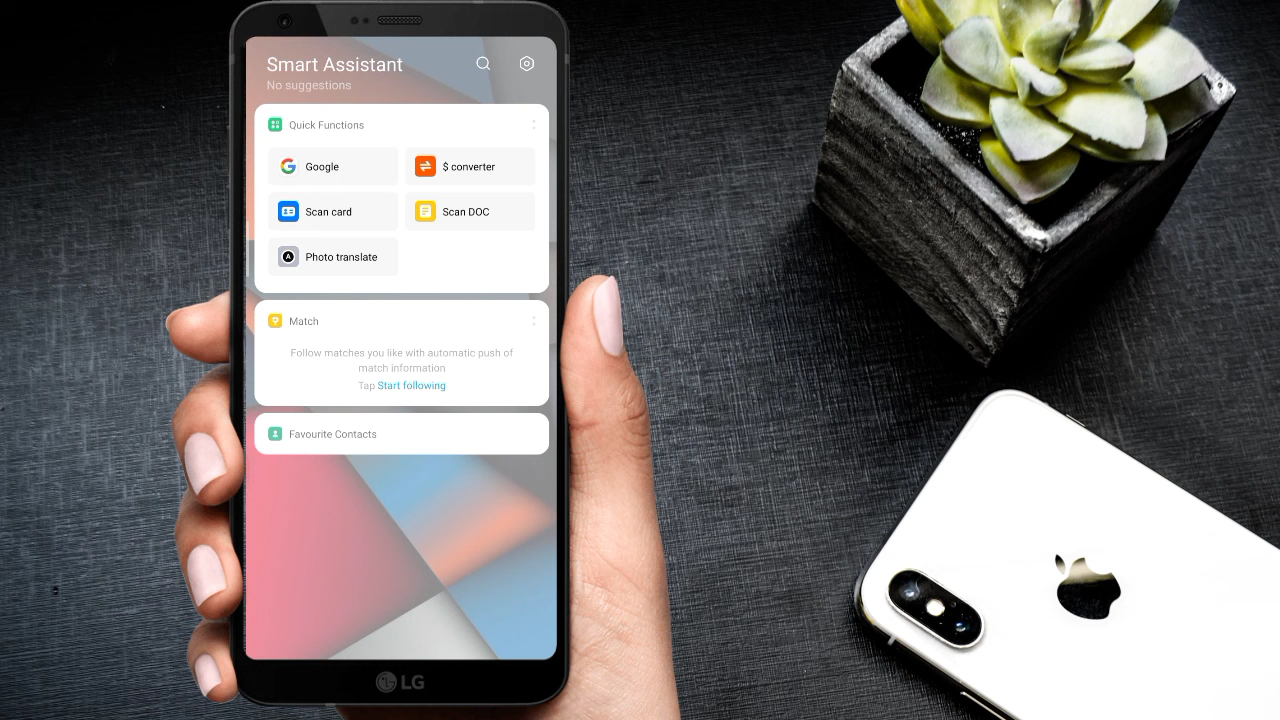 Smart Assistant
No suggestions
Quick Functions
Google
$ converter
Scan card
Scan DOC
Photo translate
Match
Follow matches you like with automatic push of
match information
Tap Start following
Favourite Contacts
LG